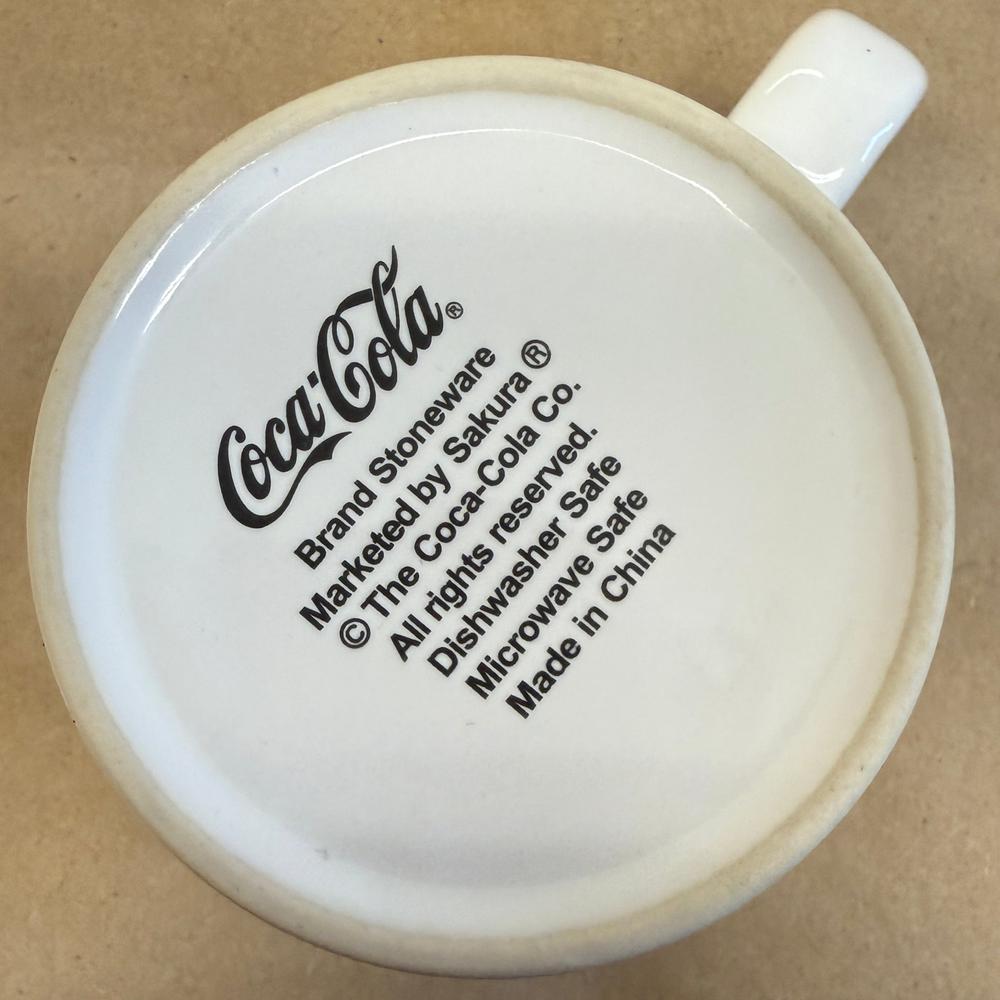 Coca-Cola®
Brand Stoneware
Marketed by Sakura ®
© The Coca-Cola Co.
All rights reserved.
Dishwasher Safe
Microwave Safe
Made in China